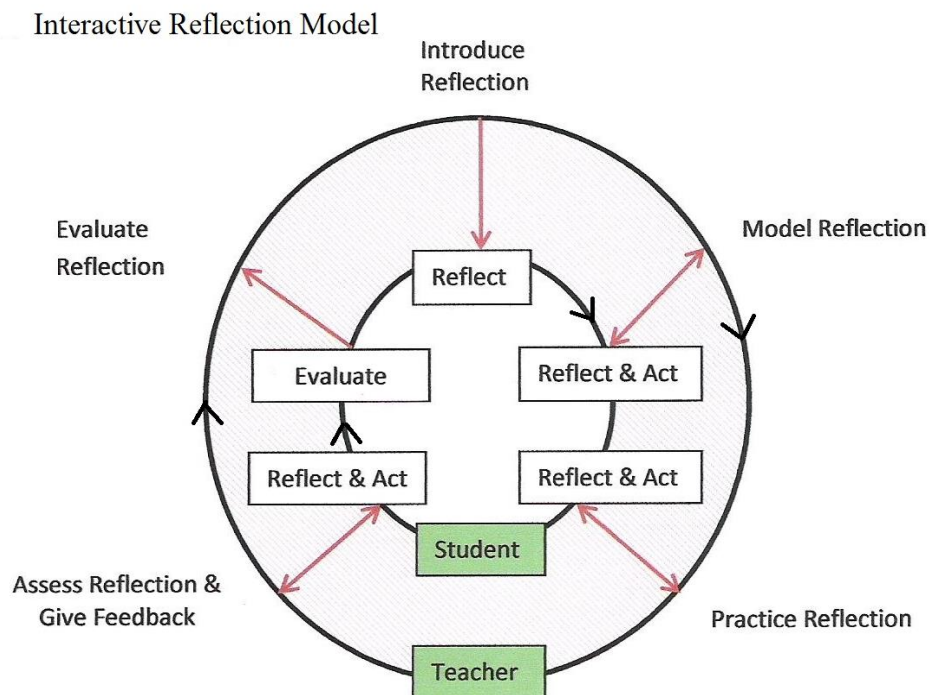 Interactive Reflection Model
Introduce
Reflection
Evaluate
Reflection
Model Reflection
Reflect
Evaluate
Reflect & Act
Reflect & Act
Reflect & Act
Student
Assess Reflection &
Give Feedback
Practice Reflection
Teacher